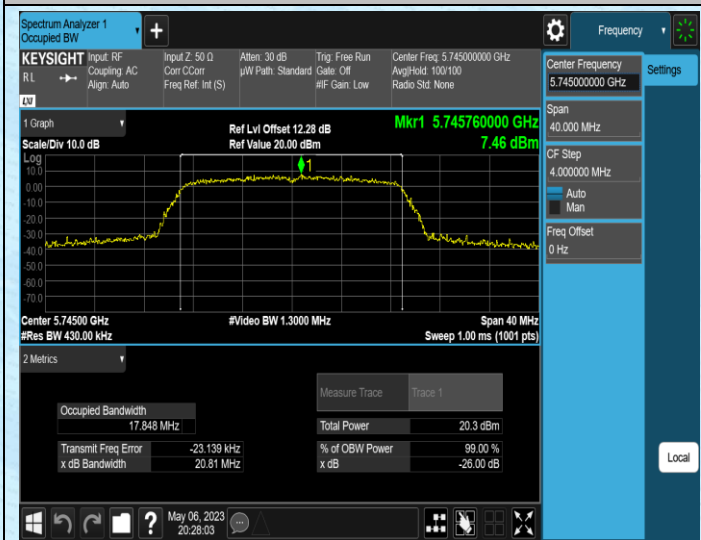 Spectrum Analyzer 1
Occupied BW
Frequency
KEYSIGHT
R L
LXI
Input: RF
Coupling: AC
Align: Auto
Input Z: 50 Ω
Corr CCorr
Freq Ref: Int (S)
Atten: 30 dB
µW Path: Standard
Trig: Free Run
Gate: Off
#IF Gain: Low
Center Freq: 5.745000000 GHz
Avg|Hold: 100/100
Radio Std: None
Center Frequency
5.745000000 GHz
Settings
Span
40.000 MHz
CF Step
4.000000 MHz
Auto
Man
Freq Offset
0 Hz
Local
1 Graph
Scale/Div 10.0 dB
Ref Lvl Offset 12.28 dB
Ref Value 20.00 dBm
Mkr1 5.745760000 GHz
7.46 dBm
Log
10.0
0.00
-10.0
-20.0
-30.0
-40.0
-50.0
-60.0
-70.0
1
Center 5.74500 GHz
#Res BW 430.00 kHz
#Video BW 1.3000 MHz
Span 40 MHz
Sweep 1.00 ms (1001 pts)
2 Metrics
Measure Trace
Trace 1
Occupied Bandwidth
17.848 MHz
Total Power
20.3 dBm
Transmit Freq Error
-23.139 kHz
% of OBW Power
99.00 %
x dB Bandwidth
20.81 MHz
x dB
-26.00 dB
May 06, 2023
20:28:03